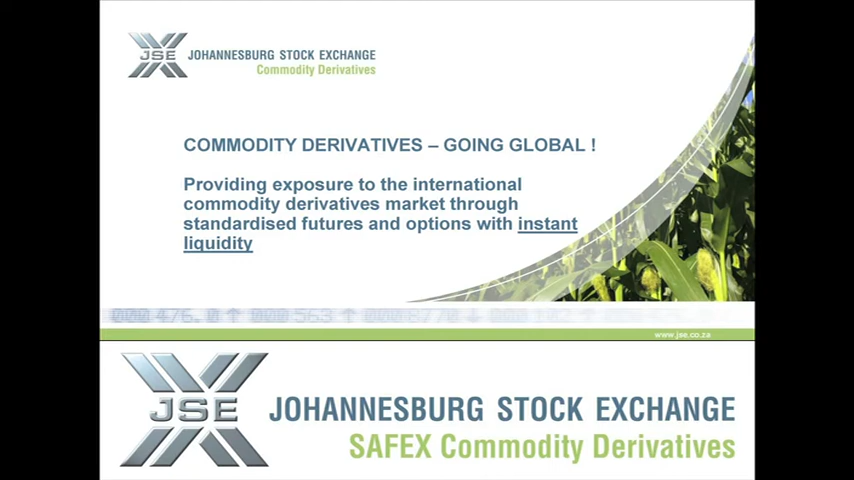 JSE
JOHANNESBURG STOCK EXCHANGE
Commodity Derivatives
COMMODITY DERIVATIVES – GOING GLOBAL !
Providing exposure to the international
commodity derivatives market through
standardised futures and options with instant
liquidity
www.jse.co.za
JSE
JOHANNESBURG STOCK EXCHANGE
SAFEX Commodity Derivatives